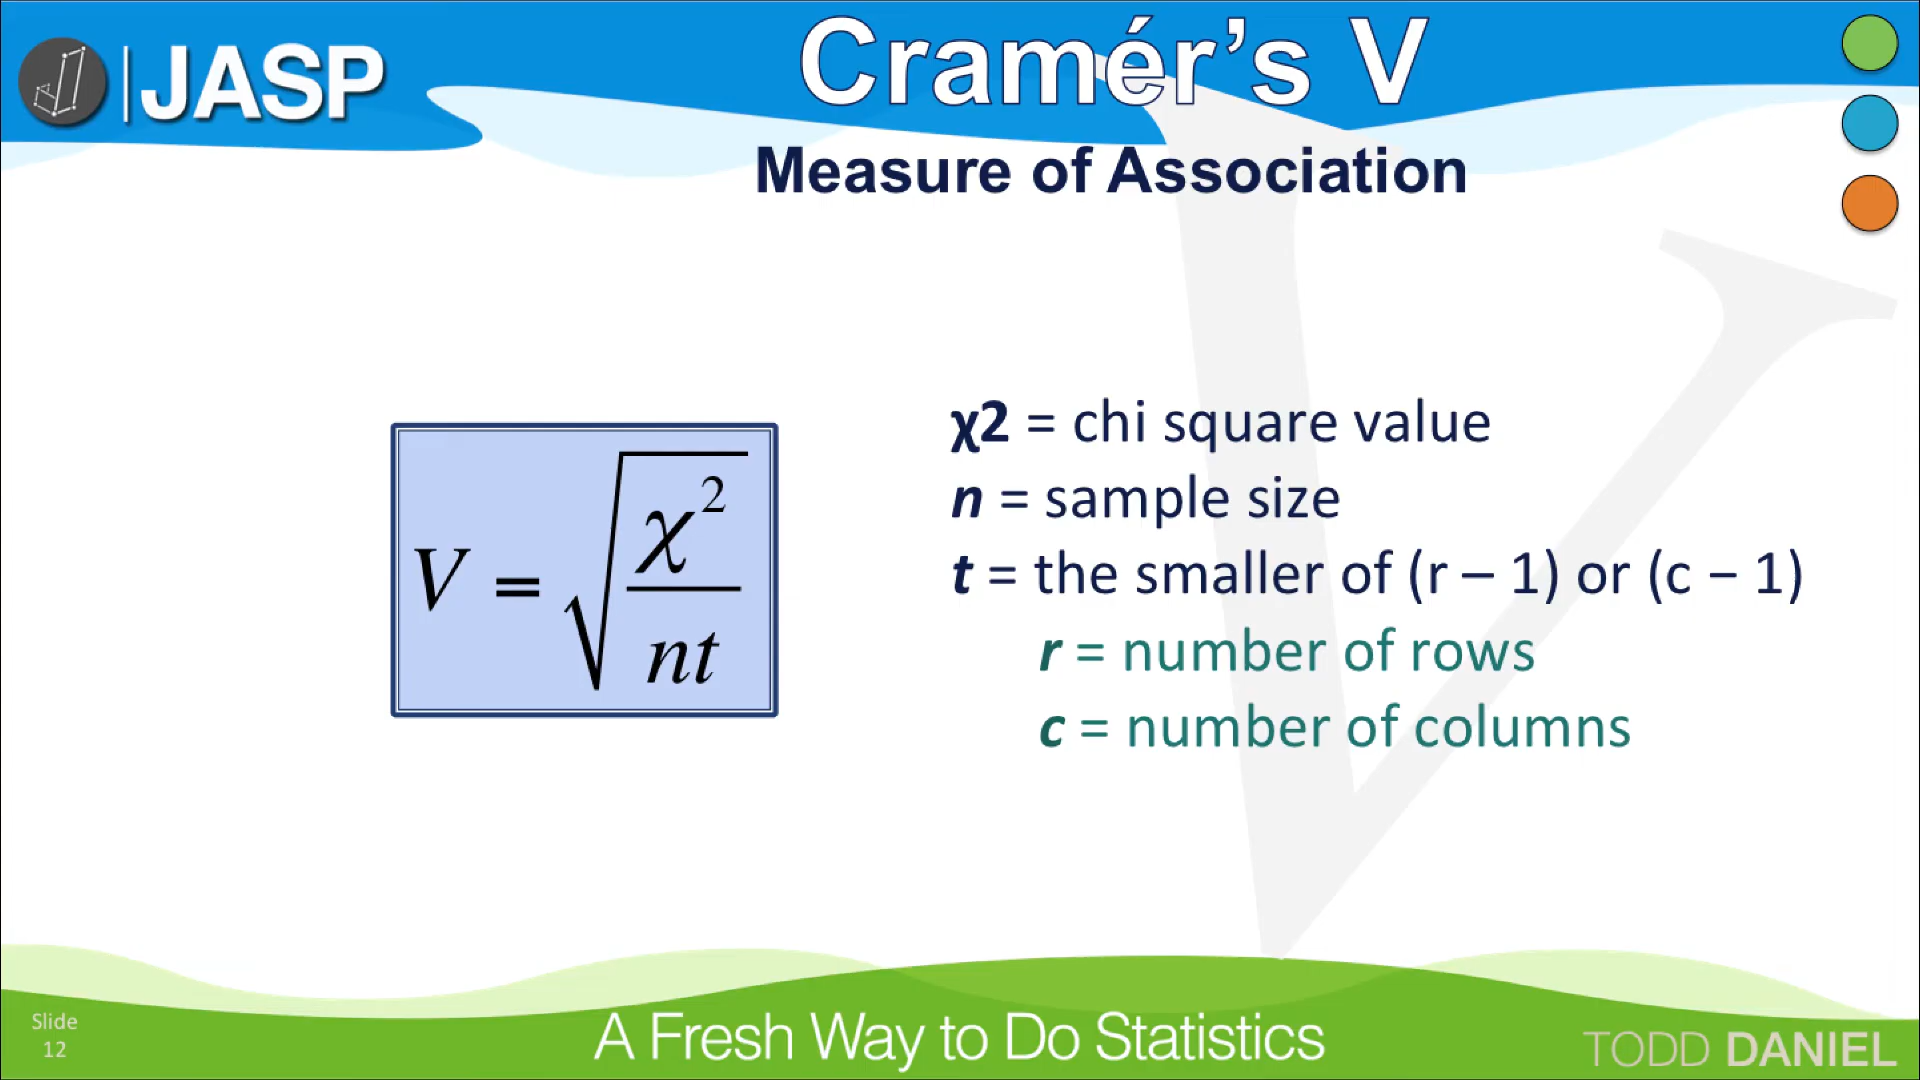 JASP
Cramér’s V
Measure of Association
V = √χ²/nt
χ2 = chi square value
n = sample size
t = the smaller of (r – 1) or (c − 1)
r = number of rows
c = number of columns
Slide
12
A Fresh Way to Do Statistics
TODD DANIEL